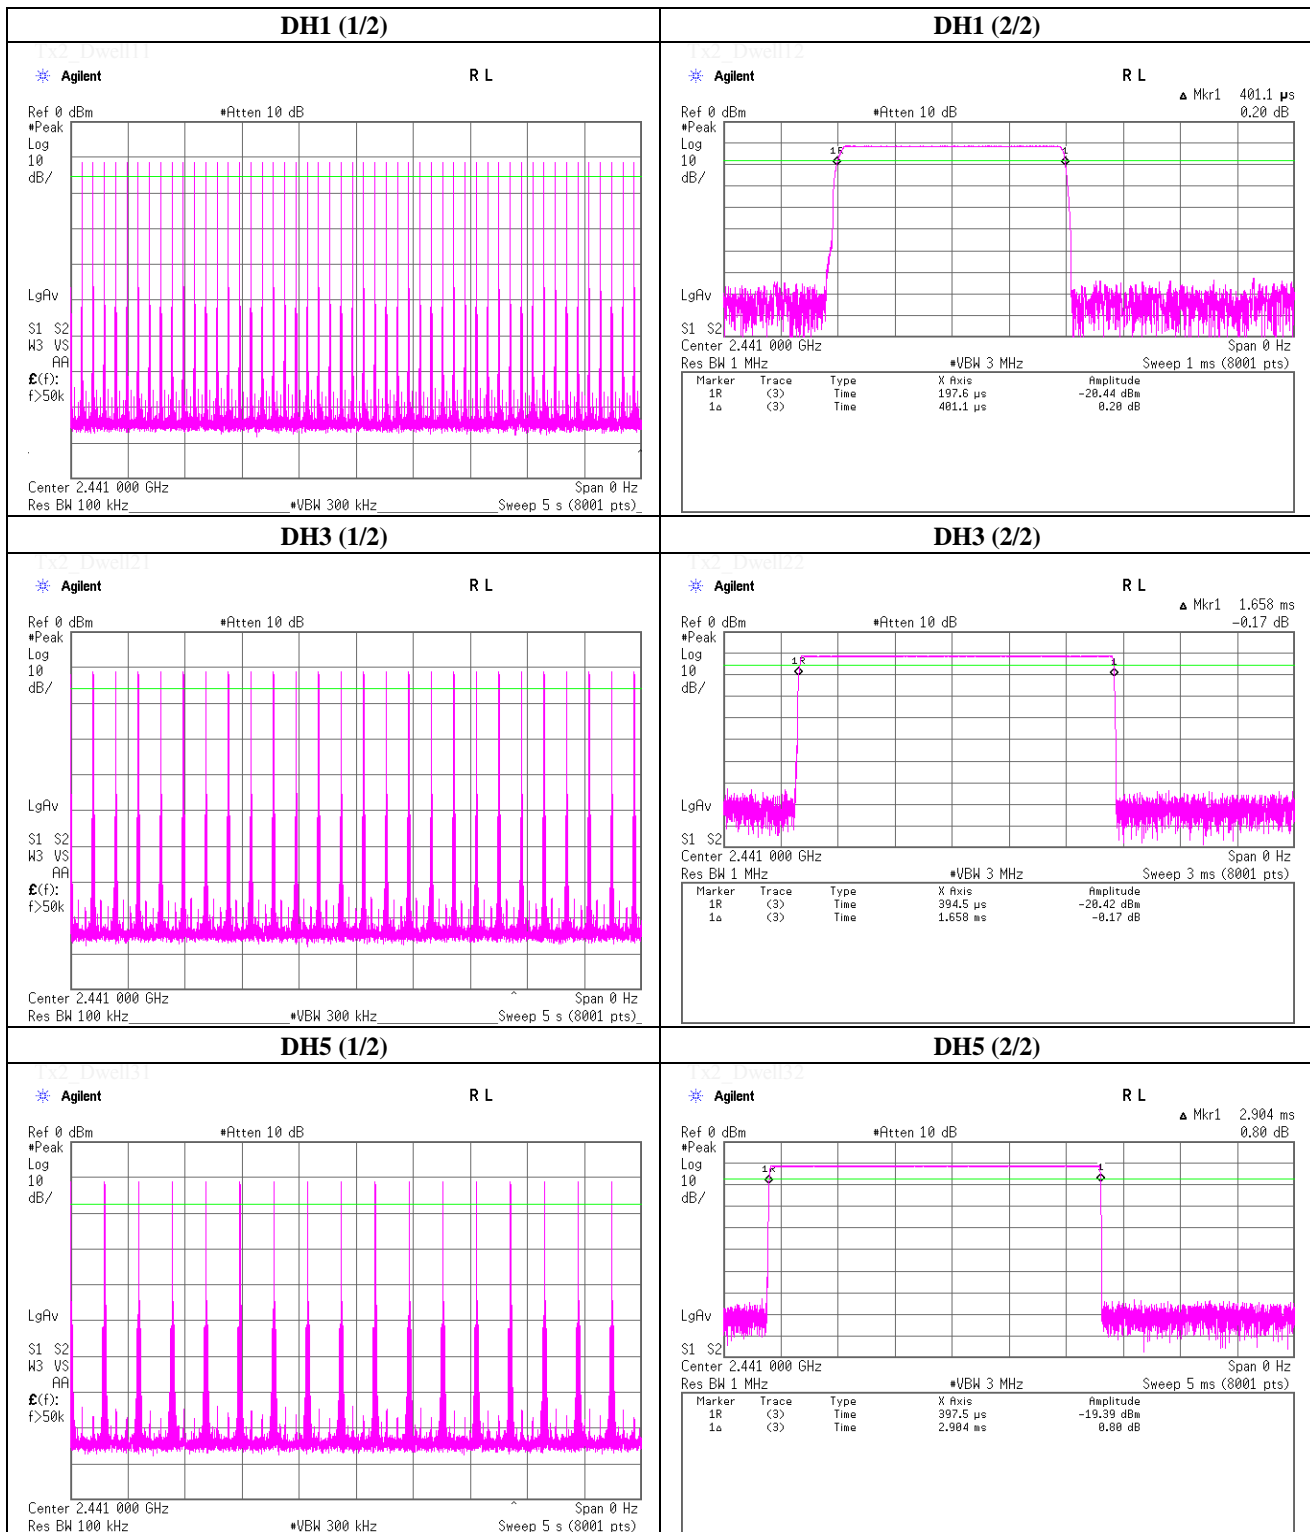 DH1 (1/2)
DH1 (2/2)
Tx2_Dwell11
Agilent
R L
Ref 0 dBm
#Atten 10 dB
#Peak
Log
10
dB/
LgAv
S1 S2
W3 VS
AA
£(f):
f>50k
Center 2.441 000 GHz
Span 0 Hz
Res BW 100 kHz
#VBW 300 kHz
Sweep 5 s (8001 pts)
Tx2_Dwell12
Agilent
R L
Δ Mkr1 401.1 µs
Ref 0 dBm
#Atten 10 dB
0.20 dB
#Peak
Log
10
dB/
1R
1
LgAv
S1 S2
Center 2.441 000 GHz
Span 0 Hz
Res BW 1 MHz
#VBW 3 MHz
Sweep 1 ms (8001 pts)
Marker Trace Type X Axis Amplitude
1R (3) Time 197.6 µs -20.44 dBm
1Δ (3) Time 401.1 µs 0.20 dB
DH3 (1/2)
DH3 (2/2)
Tx2_Dwell21
Agilent
R L
Ref 0 dBm
#Atten 10 dB
#Peak
Log
10
dB/
LgAv
S1 S2
W3 VS
AA
£(f):
f>50k
Center 2.441 000 GHz
Span 0 Hz
Res BW 100 kHz
#VBW 300 kHz
Sweep 5 s (8001 pts)
Tx2_Dwell22
Agilent
R L
Δ Mkr1 1.658 ms
Ref 0 dBm
#Atten 10 dB
-0.17 dB
#Peak
Log
10
dB/
1R
1
LgAv
S1 S2
Center 2.441 000 GHz
Span 0 Hz
Res BW 1 MHz
#VBW 3 MHz
Sweep 3 ms (8001 pts)
Marker Trace Type X Axis Amplitude
1R (3) Time 394.5 µs -20.42 dBm
1Δ (3) Time 1.658 ms -0.17 dB
DH5 (1/2)
DH5 (2/2)
Tx2_Dwell31
Agilent
R L
Ref 0 dBm
#Atten 10 dB
#Peak
Log
10
dB/
LgAv
S1 S2
W3 VS
AA
£(f):
f>50k
Center 2.441 000 GHz
Span 0 Hz
Res BW 100 kHz
#VBW 300 kHz
Sweep 5 s (8001 pts)
Tx2_Dwell32
Agilent
R L
Δ Mkr1 2.904 ms
Ref 0 dBm
#Atten 10 dB
0.80 dB
#Peak
Log
10
dB/
1R
1
LgAv
S1 S2
Center 2.441 000 GHz
Span 0 Hz
Res BW 1 MHz
#VBW 3 MHz
Sweep 5 ms (8001 pts)
Marker Trace Type X Axis Amplitude
1R (3) Time 397.5 µs -19.39 dBm
1Δ (3) Time 2.904 ms 0.80 dB